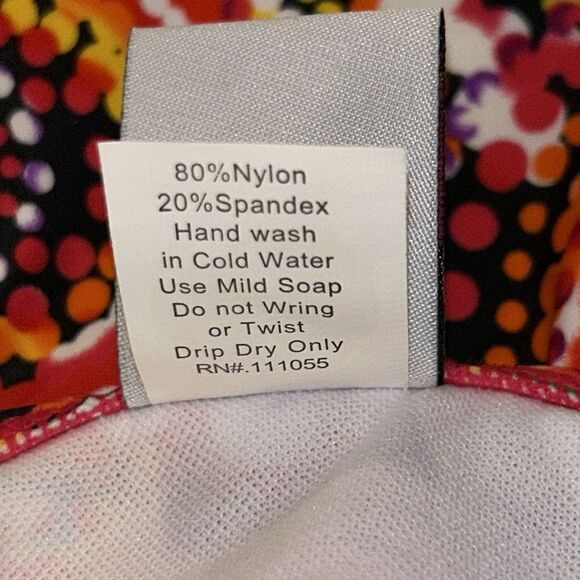 80%Nylon
20%Spandex
Hand wash
in Cold Water
Use Mild Soap
Do not Wring
or Twist
Drip Dry Only
RN#.111055